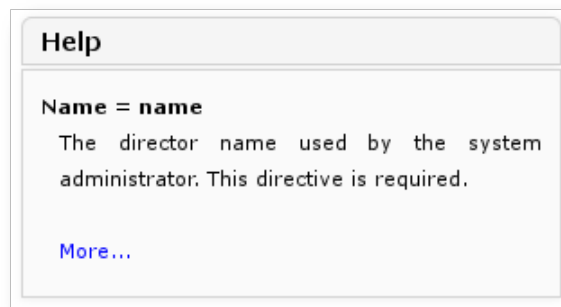 Help
Name = name
The director name used by the system
administrator. This directive is required.
More...